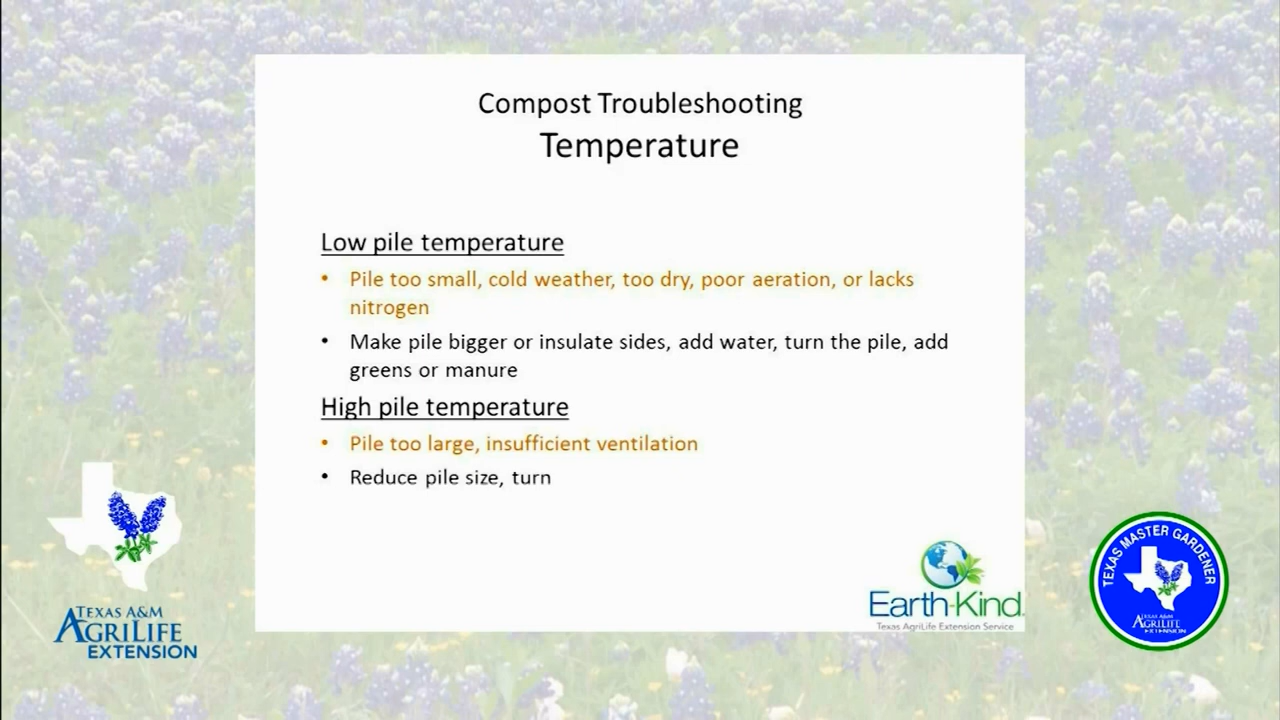 Compost Troubleshooting
Temperature
Low pile temperature
• Pile too small, cold weather, too dry, poor aeration, or lacks
nitrogen
• Make pile bigger or insulate sides, add water, turn the pile, add
greens or manure
High pile temperature
• Pile too large, insufficient ventilation
• Reduce pile size, turn
Earth-Kind
Texas AgriLife Extension Service
TEXAS A&M
AGRILIFE
EXTENSION
TEXAS MASTER GARDENER
TEXAS A&M
AGRILIFE
EXTENSION